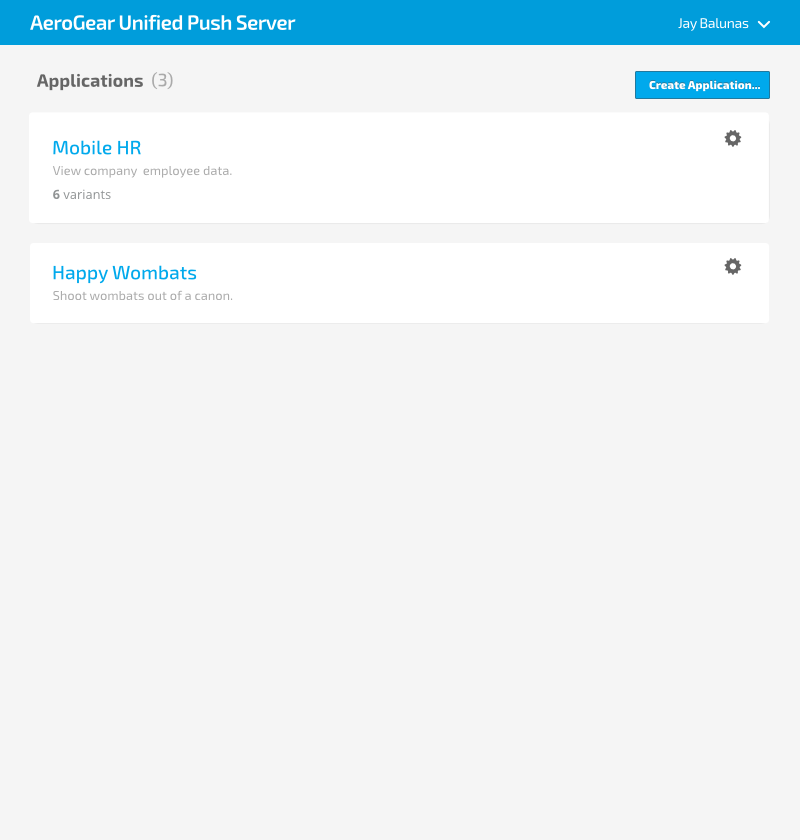 AeroGear Unified Push Server
Jay Balunas
Applications (3)
Create Application...
Mobile HR
View company employee data.
6 variants
Happy Wombats
Shoot wombats out of a canon.